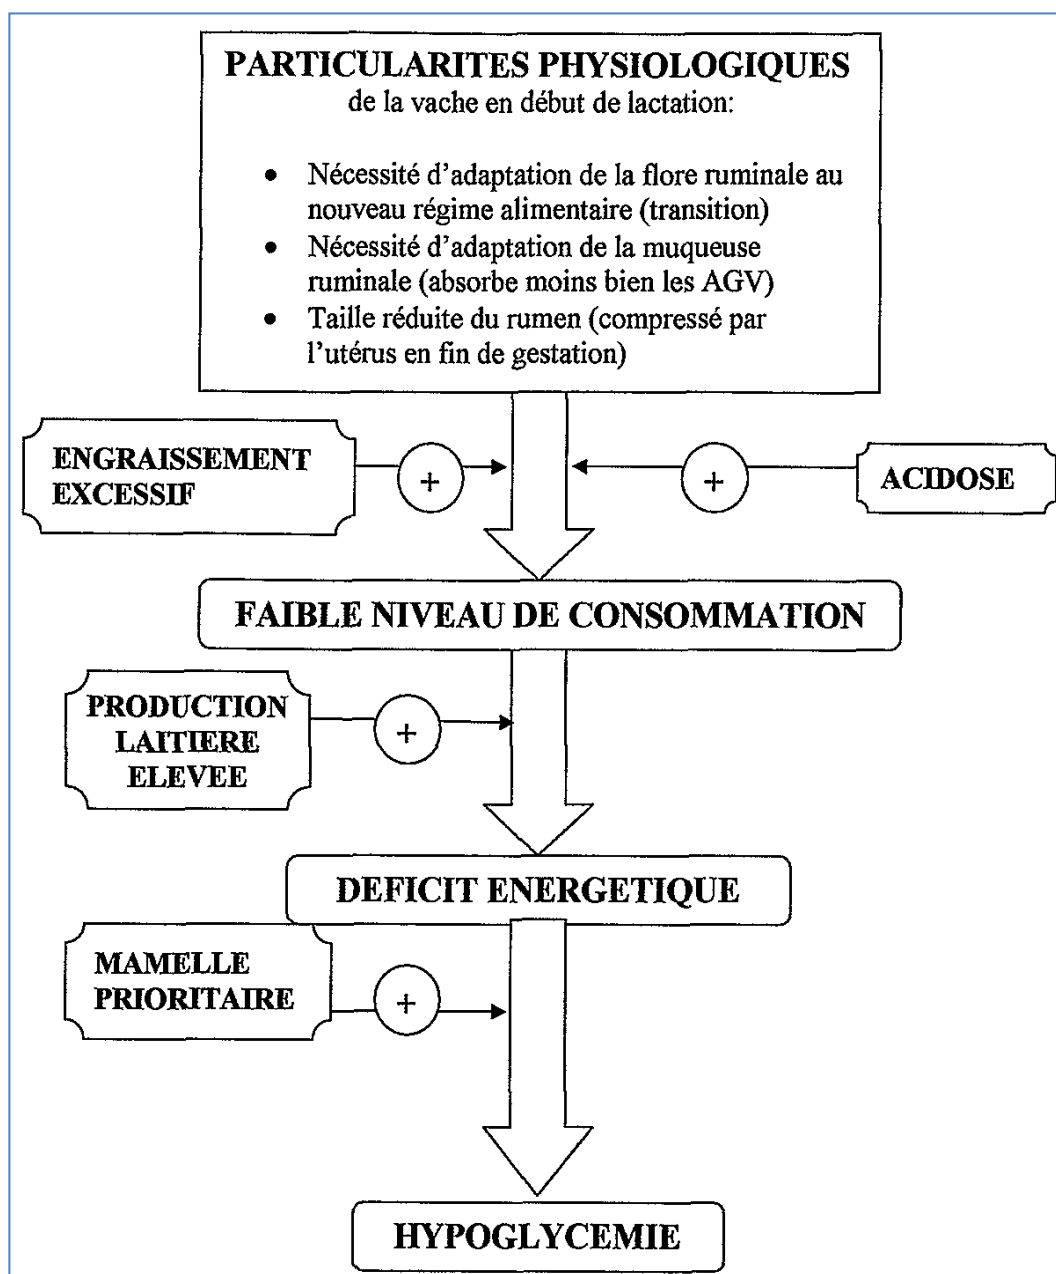 PARTICULARITES PHYSIOLOGIQUES
de la vache en début de lactation:
• Nécessité d'adaptation de la flore ruminale au
nouveau régime alimentaire (transition)
• Nécessité d'adaptation de la muqueuse
ruminale (absorbe moins bien les AGV)
• Taille réduite du rumen (compressé par
l'utérus en fin de gestation)
ENGRAISSEMENT
EXCESSIF
+
+
ACIDOSE
FAIBLE NIVEAU DE CONSOMMATION
PRODUCTION
LAITIERE
ELEVEE
+
DEFICIT ENERGETIQUE
MAMELLE
PRIORITAIRE
+
HYPOGLYCEMIE